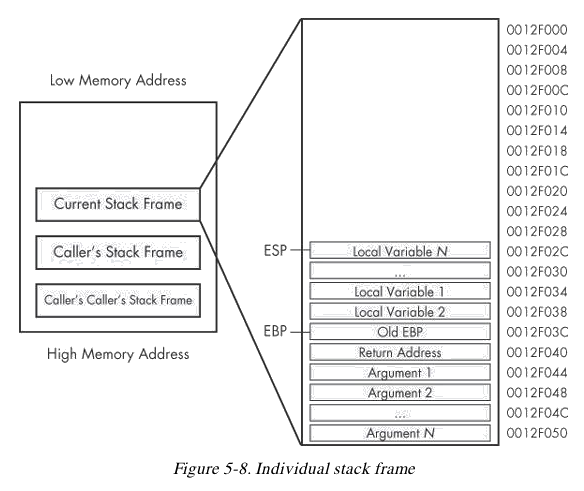 Low Memory Address
Current Stack Frame
Caller's Stack Frame
Caller's Caller's Stack Frame
High Memory Address
0012F000
0012F004
0012F008
0012F00C
0012F010
0012F014
0012F018
0012F01C
0012F020
0012F024
0012F028
ESP Local Variable N 0012F02C
... 0012F030
Local Variable 1 0012F034
Local Variable 2 0012F038
EBP Old EBP 0012F03C
Return Address 0012F040
Argument 1 0012F044
Argument 2 0012F048
... 0012F04C
Argument N 0012F050
Figure 5-8. Individual stack frame